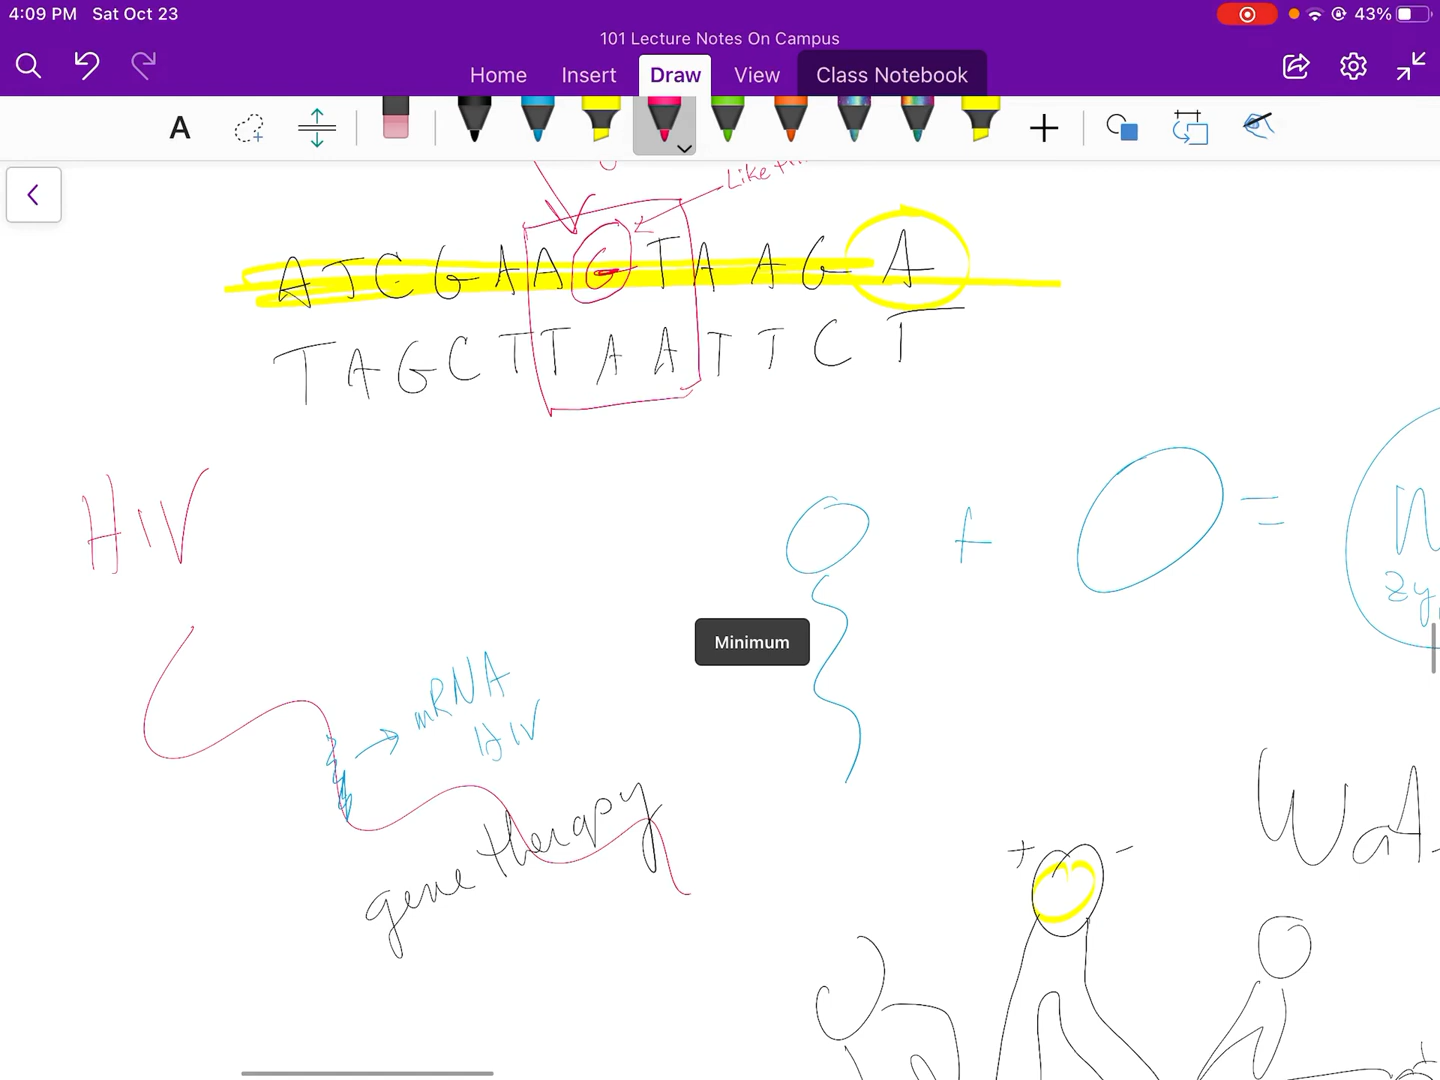 4:09 PM Sat Oct 23
43%
101 Lecture Notes On Campus
Home Insert Draw View Class Notebook
A
Like
ATCGAAGTAAGA
TAGCTTAATTCT
HIV
+ =
zy
Minimum
mRNA
HIV
gene therapy
+ -